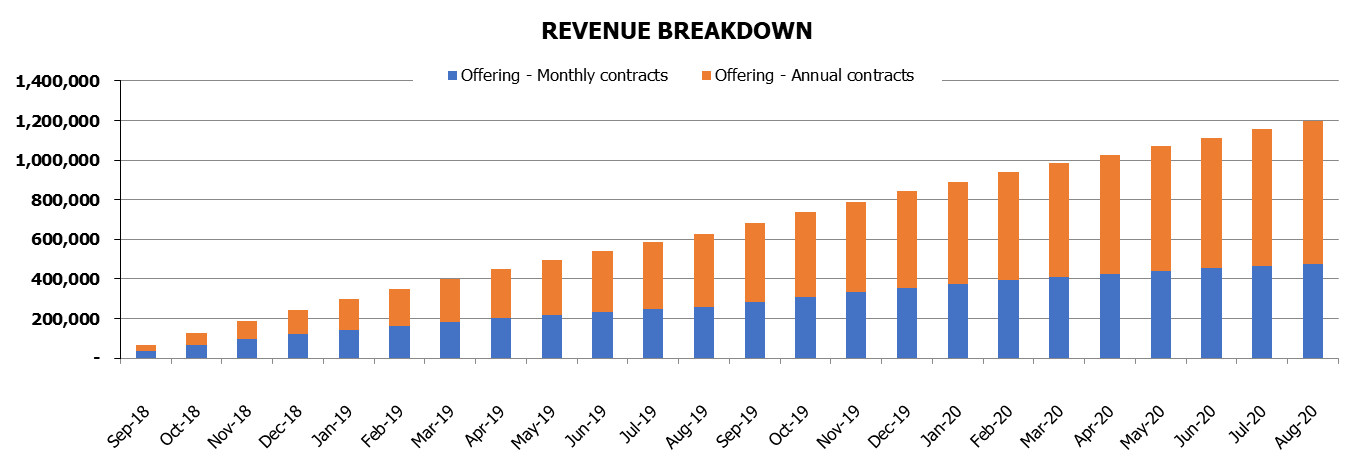 REVENUE BREAKDOWN
Offering - Monthly contracts Offering - Annual contracts
1,400,000
1,200,000
1,000,000
800,000
600,000
400,000
200,000
-
Sep-18 Oct-18 Nov-18 Dec-18 Jan-19 Feb-19 Mar-19 Apr-19 May-19 Jun-19 Jul-19 Aug-19 Sep-19 Oct-19 Nov-19 Dec-19 Jan-20 Feb-20 Mar-20 Apr-20 May-20 Jun-20 Jul-20 Aug-20